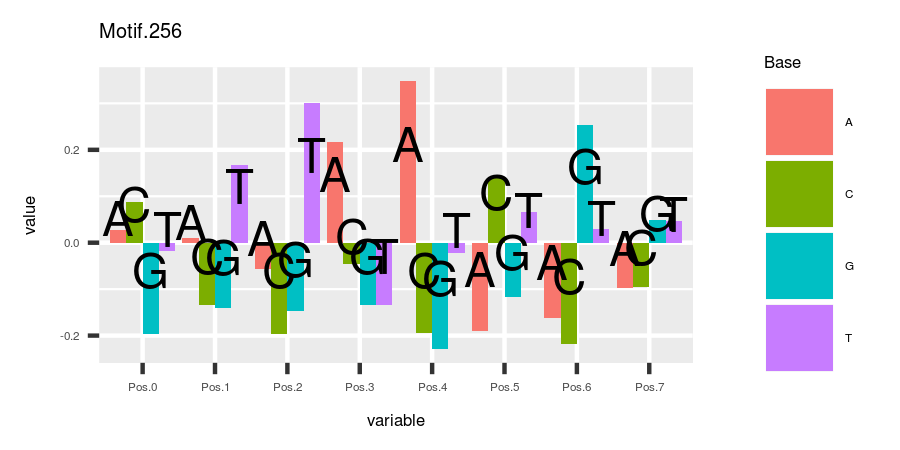 Motif.256
Base
A
C
G
T
value
0.2
0.0
-0.2
A C G T A C G T A C G T A C G T A C G T A C G T A C G T A C G T
Pos.0 Pos.1 Pos.2 Pos.3 Pos.4 Pos.5 Pos.6 Pos.7
variable